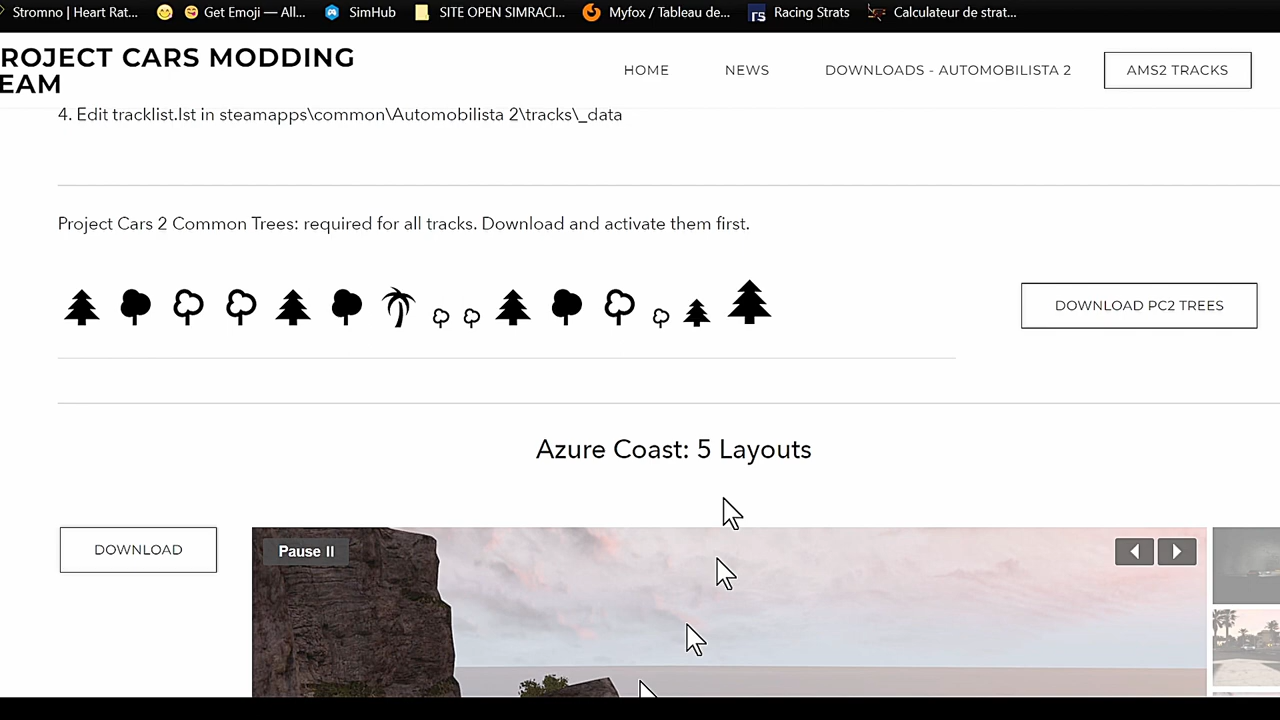 Stromno | Heart Rat...
Get Emoji — All...
SimHub
SITE OPEN SIMRACI...
Myfox / Tableau de...
rs
Racing Strats
Calculateur de strat...
ROJECT CARS MODDING
EAM
HOME
NEWS
DOWNLOADS - AUTOMOBILISTA 2
AMS2 TRACKS
4. Edit tracklist.lst in steamapps\common\Automobilista 2\tracks\_data
Project Cars 2 Common Trees: required for all tracks. Download and activate them first.
DOWNLOAD PC2 TREES
Azure Coast: 5 Layouts
DOWNLOAD
Pause II